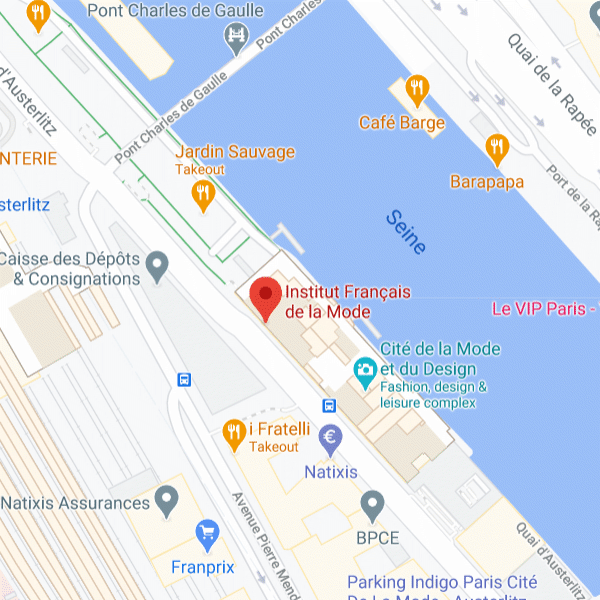 Pont Charles de Gaulle
Pont Charles
Quai de la Rapée
d'Austerlitz
Café Barge
Pont Charles de Gaulle
NTERIE
Jardin Sauvage
Takeout
Barapapa
Port de la Rap
sterlitz
Seine
Caisse des Dépôts
& Consignations
Institut Français
de la Mode
Le VIP Paris -
Cité de la Mode
et du Design
Fashion, design &
leisure complex
i Fratelli
Takeout
€
Natixis
Natixis Assurances
BPCE
Quai d'Austerlitz
Avenue Pierre Mend
Franprix
Parking Indigo Paris Cité
De La Mode - Austerlitz